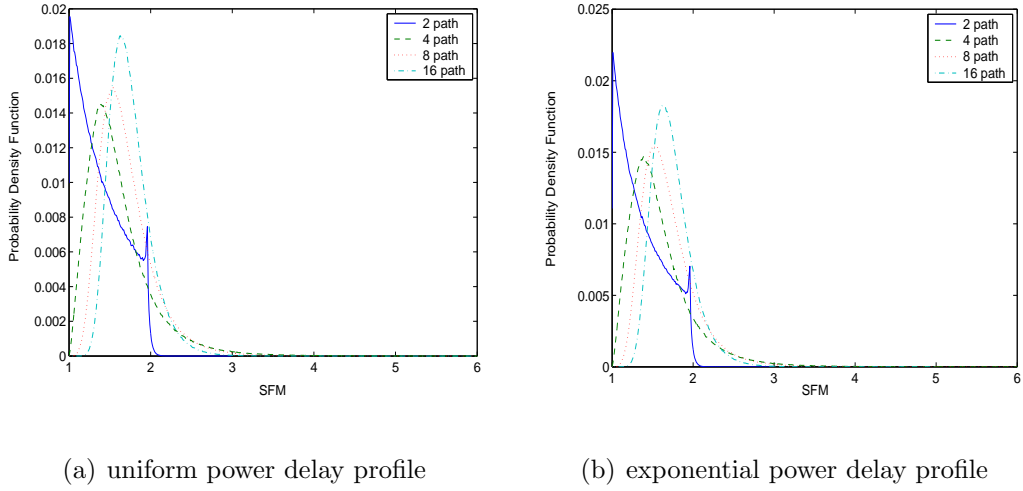 0.02
0.018
0.016
0.014
0.012
0.01
0.008
0.006
0.004
0.002
0
Probability Density Function
1 2 3 4 5 6
SFM
2 path
4 path
8 path
16 path
(a) uniform power delay profile
0.025
0.02
0.015
0.01
0.005
0
Probability Density Function
1 2 3 4 5 6
SFM
2 path
4 path
8 path
16 path
(b) exponential power delay profile